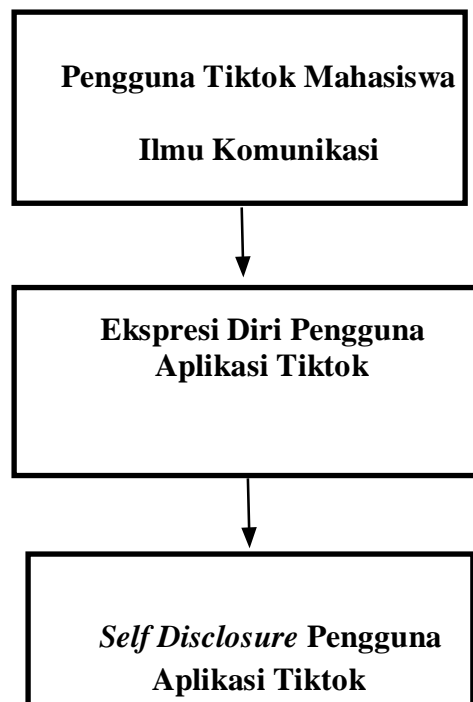 Pengguna Tiktok Mahasiswa
Ilmu Komunikasi
Ekspresi Diri Pengguna
Aplikasi Tiktok
Self Disclosure Pengguna
Aplikasi Tiktok